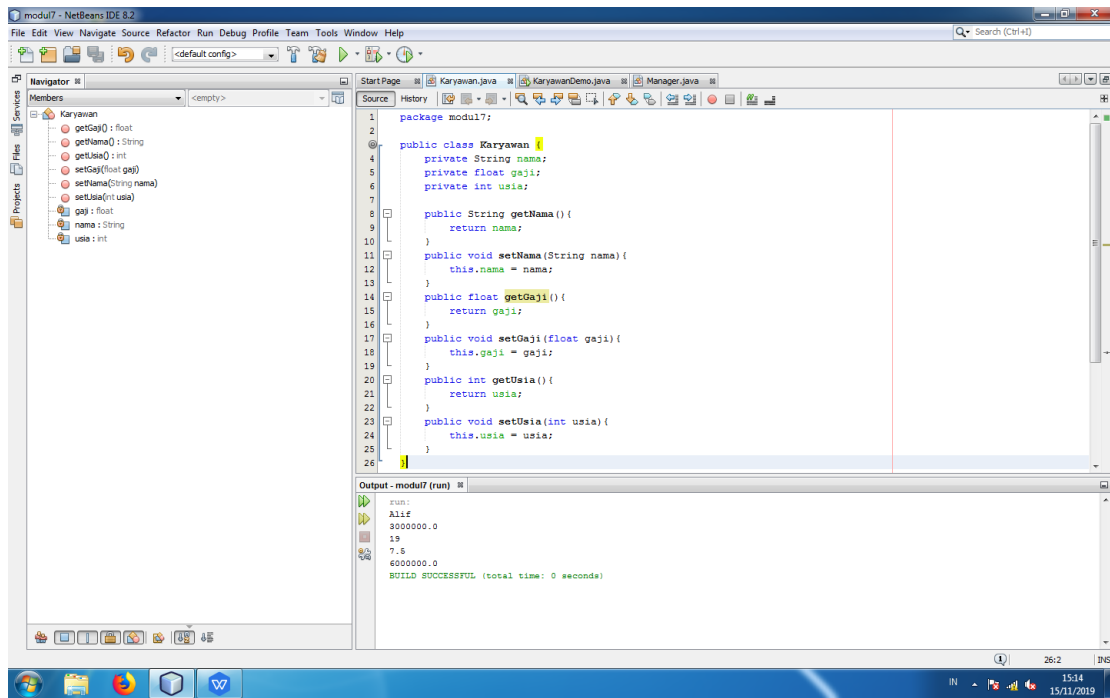 modul7 - NetBeans IDE 8.2
File Edit View Navigate Source Refactor Run Debug Profile Team Tools Window Help
Search (Ctrl+I)
<default config>
Navigator
Members
<empty>
Karyawan
getGaji() : float
getNama() : String
getUsia() : int
setGaji(float gaji)
setNama(String nama)
setUsia(int usia)
gaji : float
nama : String
usia : int
Services
Files
Projects
Start Page Karyawan.java KaryawanDemo.java Manager.java
Source History
1 package modul7;
2
public class Karyawan {
4 private String nama;
5 private float gaji;
6 private int usia;
7
8 public String getNama(){
9 return nama;
10 }
11 public void setNama(String nama){
12 this.nama = nama;
13 }
14 public float getGaji(){
15 return gaji;
16 }
17 public void setGaji(float gaji){
18 this.gaji = gaji;
19 }
20 public int getUsia(){
21 return usia;
22 }
23 public void setUsia(int usia){
24 this.usia = usia;
25 }
26 }
Output - modul7 (run)
run:
Alif
3000000.0
19
7.5
6000000.0
BUILD SUCCESSFUL (total time: 0 seconds)
1
26:2
INS
IN
15:14
15/11/2019